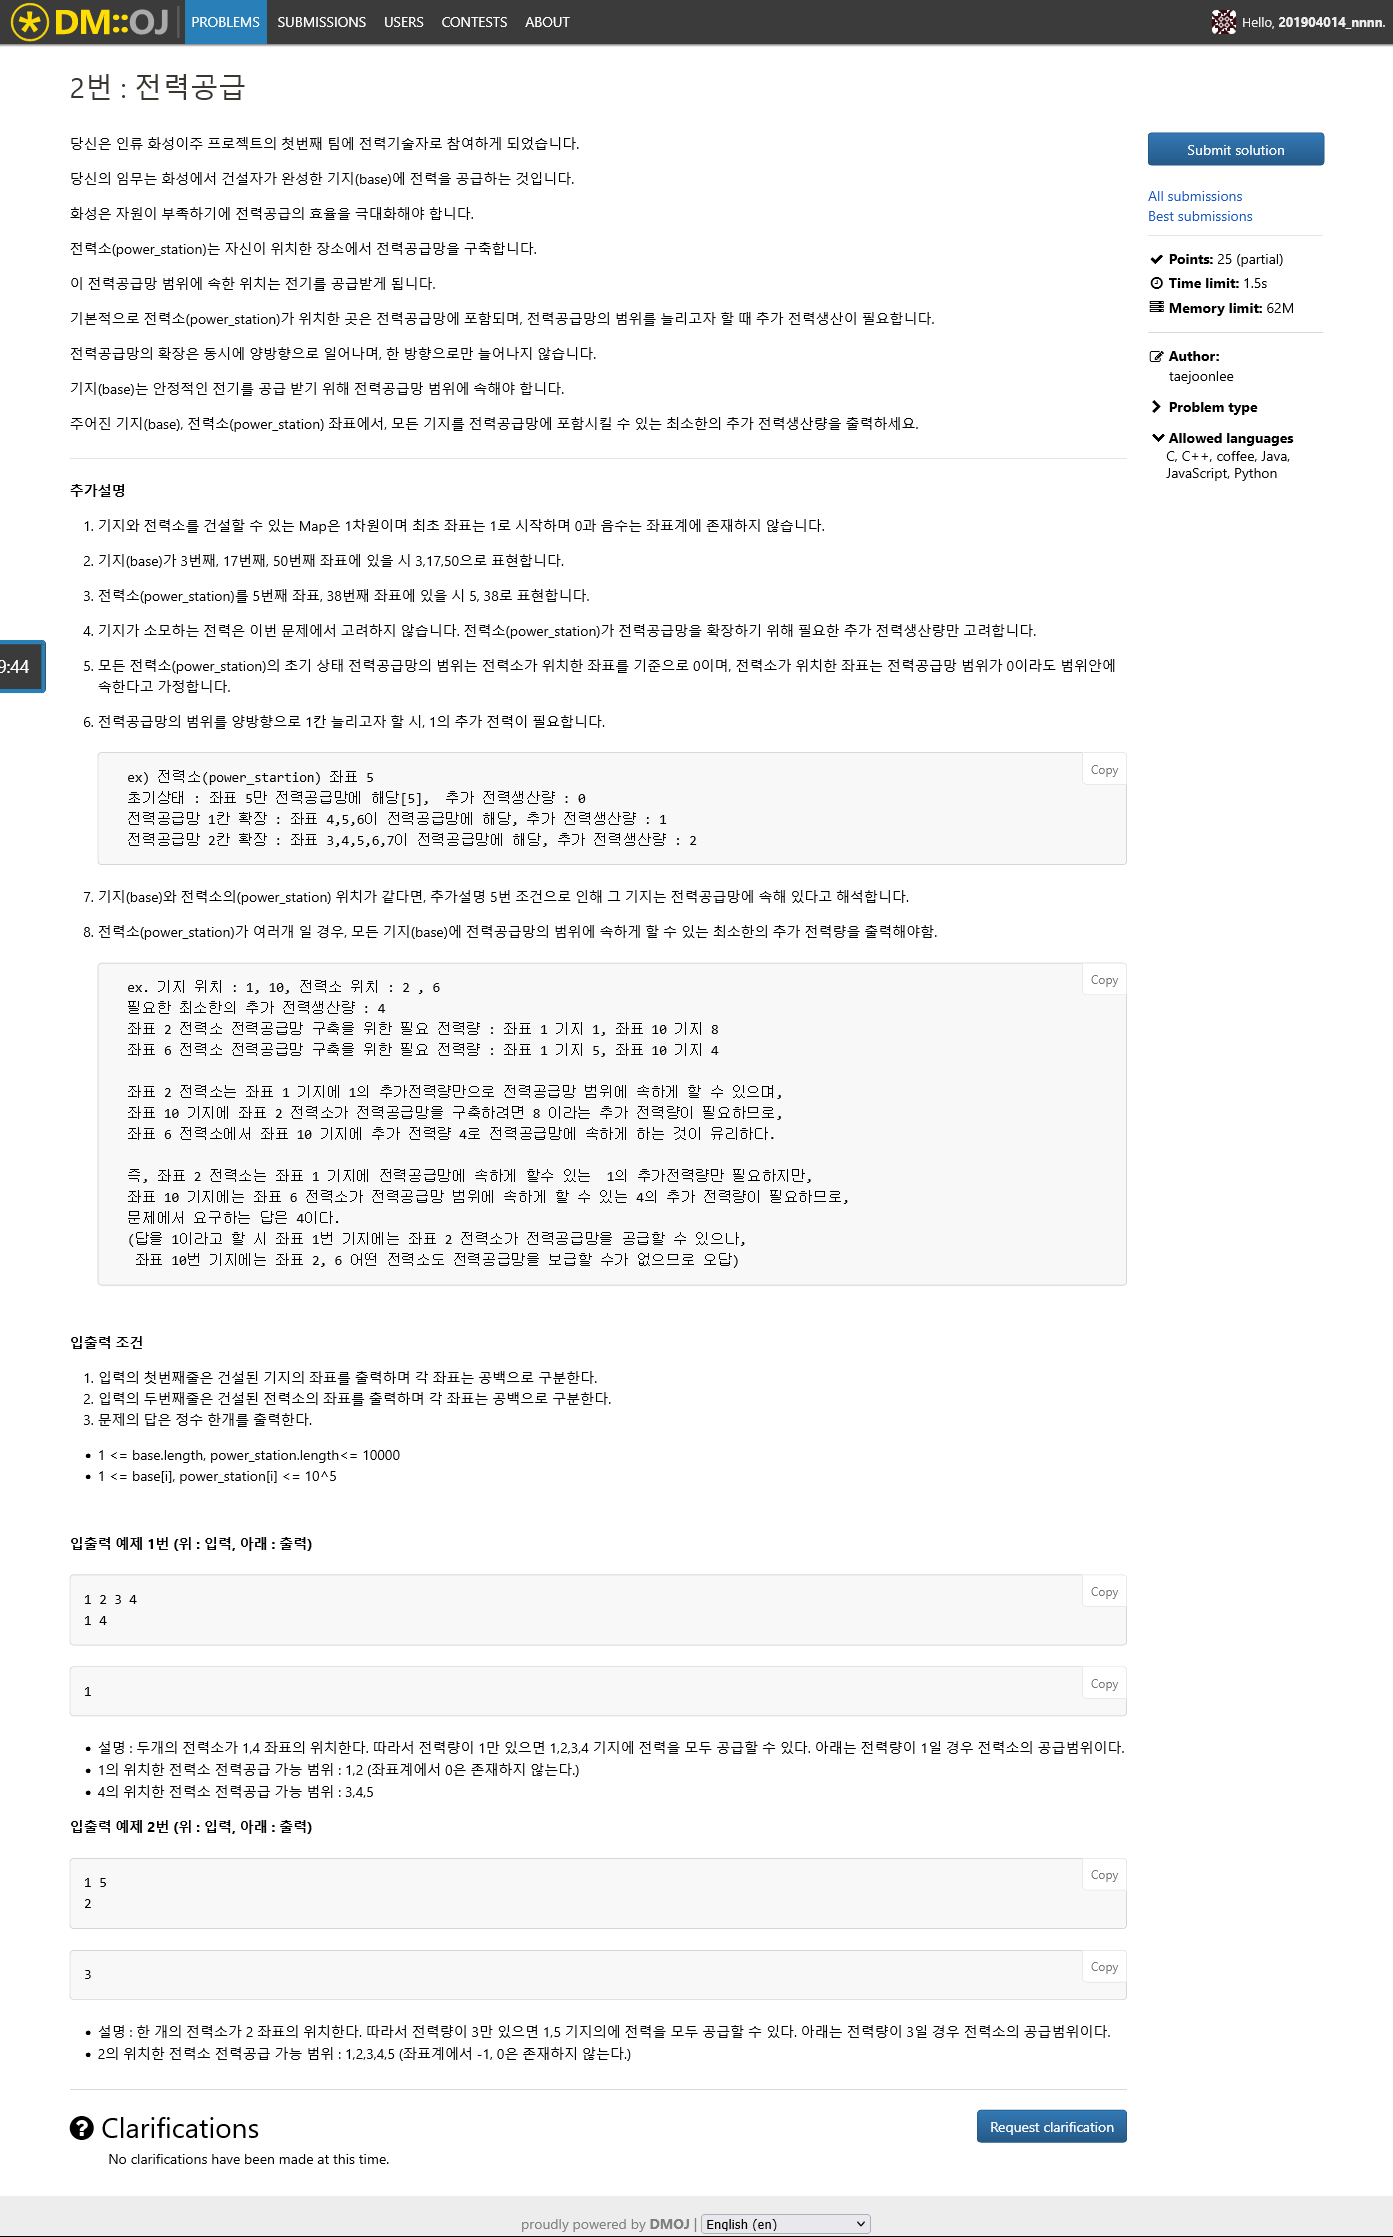 DM::OJ PROBLEMS SUBMISSIONS USERS CONTESTS ABOUT Hello, 201904014_nnnn.
2번 : 전력공급
당신은 인류 화성이주 프로젝트의 첫번째 팀에 전력기술자로 참여하게 되었습니다.
당신의 임무는 화성에서 건설자가 완성한 기지(base)에 전력을 공급하는 것입니다.
화성은 자원이 부족하기에 전력공급의 효율을 극대화해야 합니다.
전력소(power_station)는 자신이 위치한 장소에서 전력공급망을 구축합니다.
이 전력공급망 범위에 속한 위치는 전기를 공급받게 됩니다.
기본적으로 전력소(power_station)가 위치한 곳은 전력공급망에 포함되며, 전력공급망의 범위를 늘리고자 할 때 추가 전력생산이 필요합니다.
전력공급망의 확장은 동시에 양방향으로 일어나며, 한 방향으로만 늘어나지 않습니다.
기지(base)는 안정적인 전기를 공급 받기 위해 전력공급망 범위에 속해야 합니다.
주어진 기지(base), 전력소(power_station) 좌표에서, 모든 기지를 전력공급망에 포함시킬 수 있는 최소한의 추가 전력생산량을 출력하세요.
Submit solution
All submissions
Best submissions
Points: 25 (partial)
Time limit: 1.5s
Memory limit: 62M
Author:
taejoonlee
Problem type
Allowed languages
C, C++, coffee, Java,
JavaScript, Python
9:44
추가설명
1. 기지와 전력소를 건설할 수 있는 Map은 1차원이며 최초 좌표는 1로 시작하며 0과 음수는 좌표계에 존재하지 않습니다.
2. 기지(base)가 3번째, 17번째, 50번째 좌표에 있을 시 3,17,50으로 표현합니다.
3. 전력소(power_station)를 5번째 좌표, 38번째 좌표에 있을 시 5, 38로 표현합니다.
4. 기지가 소모하는 전력은 이번 문제에서 고려하지 않습니다. 전력소(power_station)가 전력공급망을 확장하기 위해 필요한 추가 전력생산량만 고려합니다.
5. 모든 전력소(power_station)의 초기 상태 전력공급망의 범위는 전력소가 위치한 좌표를 기준으로 0이며, 전력소가 위치한 좌표는 전력공급망 범위가 0이라도 범위안에
속한다고 가정합니다.
6. 전력공급망의 범위를 양방향으로 1칸 늘리고자 할 시, 1의 추가 전력이 필요합니다.
Copy
ex) 전력소(power_startion) 좌표 5
초기상태 : 좌표 5만 전력공급망에 해당[5], 추가 전력생산량 : 0
전력공급망 1칸 확장 : 좌표 4,5,6이 전력공급망에 해당, 추가 전력생산량 : 1
전력공급망 2칸 확장 : 좌표 3,4,5,6,7이 전력공급망에 해당, 추가 전력생산량 : 2
7. 기지(base)와 전력소의(power_station) 위치가 같다면, 추가설명 5번 조건으로 인해 그 기지는 전력공급망에 속해 있다고 해석합니다.
8. 전력소(power_station)가 여러개 일 경우, 모든 기지(base)에 전력공급망의 범위에 속하게 할 수 있는 최소한의 추가 전력량을 출력해야함.
Copy
ex. 기지 위치 : 1, 10, 전력소 위치 : 2 , 6
필요한 최소한의 추가 전력생산량 : 4
좌표 2 전력소 전력공급망 구축을 위한 필요 전력량 : 좌표 1 기지 1, 좌표 10 기지 8
좌표 6 전력소 전력공급망 구축을 위한 필요 전력량 : 좌표 1 기지 5, 좌표 10 기지 4
좌표 2 전력소는 좌표 1 기지에 1의 추가전력량만으로 전력공급망 범위에 속하게 할 수 있으며,
좌표 10 기지에 좌표 2 전력소가 전력공급망을 구축하려면 8 이라는 추가 전력량이 필요하므로,
좌표 6 전력소에서 좌표 10 기지에 추가 전력량 4로 전력공급망에 속하게 하는 것이 유리하다.
즉, 좌표 2 전력소는 좌표 1 기지에 전력공급망에 속하게 할수 있는 1의 추가전력량만 필요하지만,
좌표 10 기지에는 좌표 6 전력소가 전력공급망 범위에 속하게 할 수 있는 4의 추가 전력량이 필요하므로,
문제에서 요구하는 답은 4이다.
(답을 1이라고 할 시 좌표 1번 기지에는 좌표 2 전력소가 전력공급망을 공급할 수 있으나,
좌표 10번 기지에는 좌표 2, 6 어떤 전력소도 전력공급망을 보급할 수가 없으므로 오답)
입출력 조건
1. 입력의 첫번째줄은 건설된 기지의 좌표를 출력하며 각 좌표는 공백으로 구분한다.
2. 입력의 두번째줄은 건설된 전력소의 좌표를 출력하며 각 좌표는 공백으로 구분한다.
3. 문제의 답은 정수 한개를 출력한다.
• 1 <= base.length, power_station.length<= 10000
• 1 <= base[i], power_station[i] <= 10^5
입출력 예제 1번 (위 : 입력, 아래 : 출력)
Copy
1 2 3 4
1 4
Copy
1
• 설명 : 두개의 전력소가 1,4 좌표의 위치한다. 따라서 전력량이 1만 있으면 1,2,3,4 기지에 전력을 모두 공급할 수 있다. 아래는 전력량이 1일 경우 전력소의 공급범위이다.
• 1의 위치한 전력소 전력공급 가능 범위 : 1,2 (좌표계에서 0은 존재하지 않는다.)
• 4의 위치한 전력소 전력공급 가능 범위 : 3,4,5
입출력 예제 2번 (위 : 입력, 아래 : 출력)
Copy
1 5
2
Copy
3
• 설명 : 한 개의 전력소가 2 좌표의 위치한다. 따라서 전력량이 3만 있으면 1,5 기지의에 전력을 모두 공급할 수 있다. 아래는 전력량이 3일 경우 전력소의 공급범위이다.
• 2의 위치한 전력소 전력공급 가능 범위 : 1,2,3,4,5 (좌표계에서 -1, 0은 존재하지 않는다.)
Clarifications
Request clarification
No clarifications have been made at this time.
proudly powered by DMOJ | English (en)